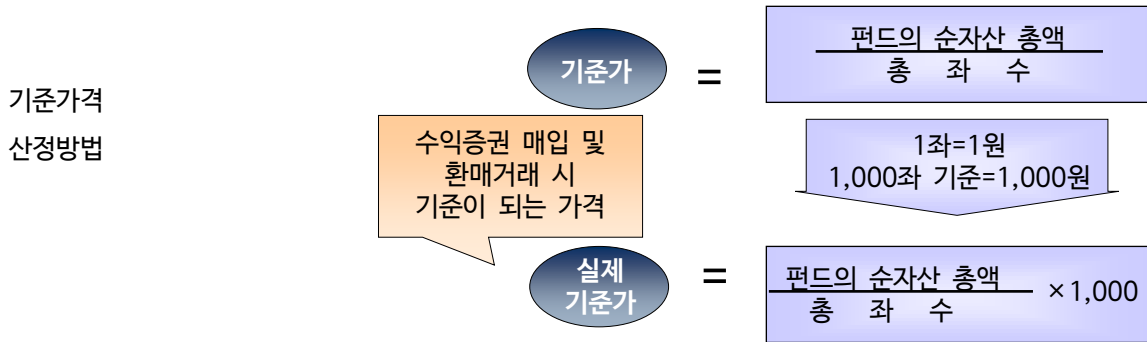 기준가격
산정방법
기준가
=
펀드의 순자산 총액
총 좌 수
수익증권 매입 및
환매거래 시
기준이 되는 가격
1좌=1원
1,000좌 기준=1,000원
실제
기준가
=
펀드의 순자산 총액
총 좌 수
×1,000